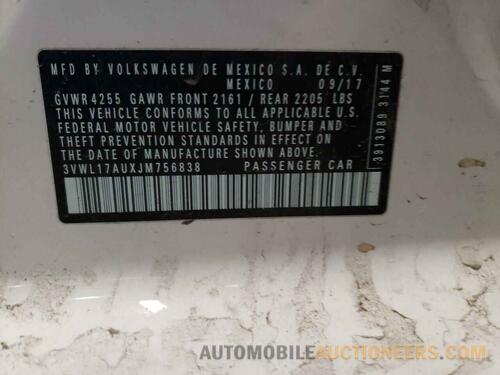 MFD BY VOLKSWAGEN DE MEXICO S.A. DE C.V.
MEXICO 09/17
GVWR 4255 GAWR FRONT 2161 / REAR 2205 LBS
THIS VEHICLE CONFORMS TO ALL APPLICABLE
FEDERAL MOTOR VEHICLE SAFETY, BUMPER AND
THEFT PREVENTION STANDARDS IN EFFECT ON
THE DATE OF MANUFACTURE SHOWN ABOVE.
3VWL17AUXJM756838 PASSENGER CAR
3913089 3144 M
AUTOMOBILEAUCTIONEERS.COM